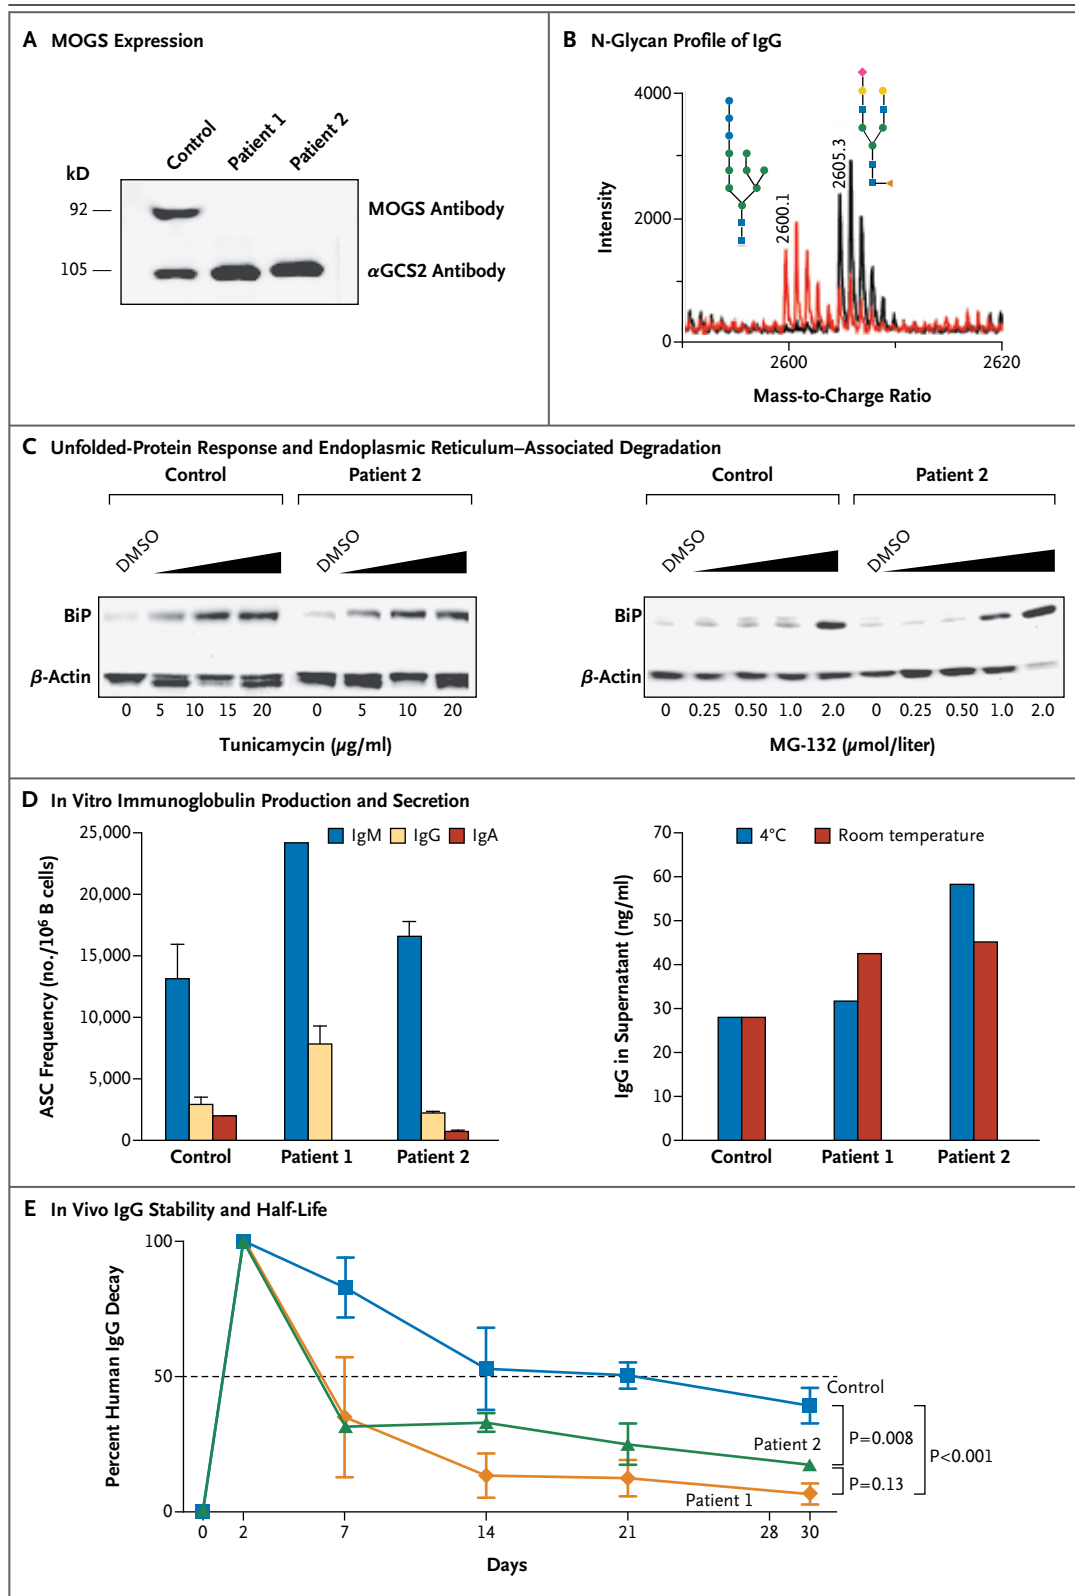 A MOGS Expression
Control
Patient 1
Patient 2
kD
92
MOGS Antibody
105
αGCS2 Antibody
B N-Glycan Profile of IgG
4000
2000
0
Intensity
2600.1
2605.3
2600
2620
Mass-to-Charge Ratio
C Unfolded-Protein Response and Endoplasmic Reticulum–Associated Degradation
Control
Patient 2
DMSO
DMSO
BiP
β-Actin
0 5 10 15 20 0 5 10 20
Tunicamycin (μg/ml)
Control
Patient 2
DMSO
DMSO
BiP
β-Actin
0 0.25 0.50 1.0 2.0 0 0.25 0.50 1.0 2.0
MG-132 (μmol/liter)
D In Vitro Immunoglobulin Production and Secretion
ASC Frequency (no./10⁶ B cells)
25,000
20,000
15,000
10,000
5,000
0
IgM IgG IgA
Control Patient 1 Patient 2
IgG in Supernatant (ng/ml)
70
60
50
40
30
20
10
0
4°C Room temperature
Control Patient 1 Patient 2
E In Vivo IgG Stability and Half-Life
Percent Human IgG Decay
100
50
0
Control
Patient 2
Patient 1
P=0.008
P=0.13
P<0.001
0 2 7 14 21 28 30
Days